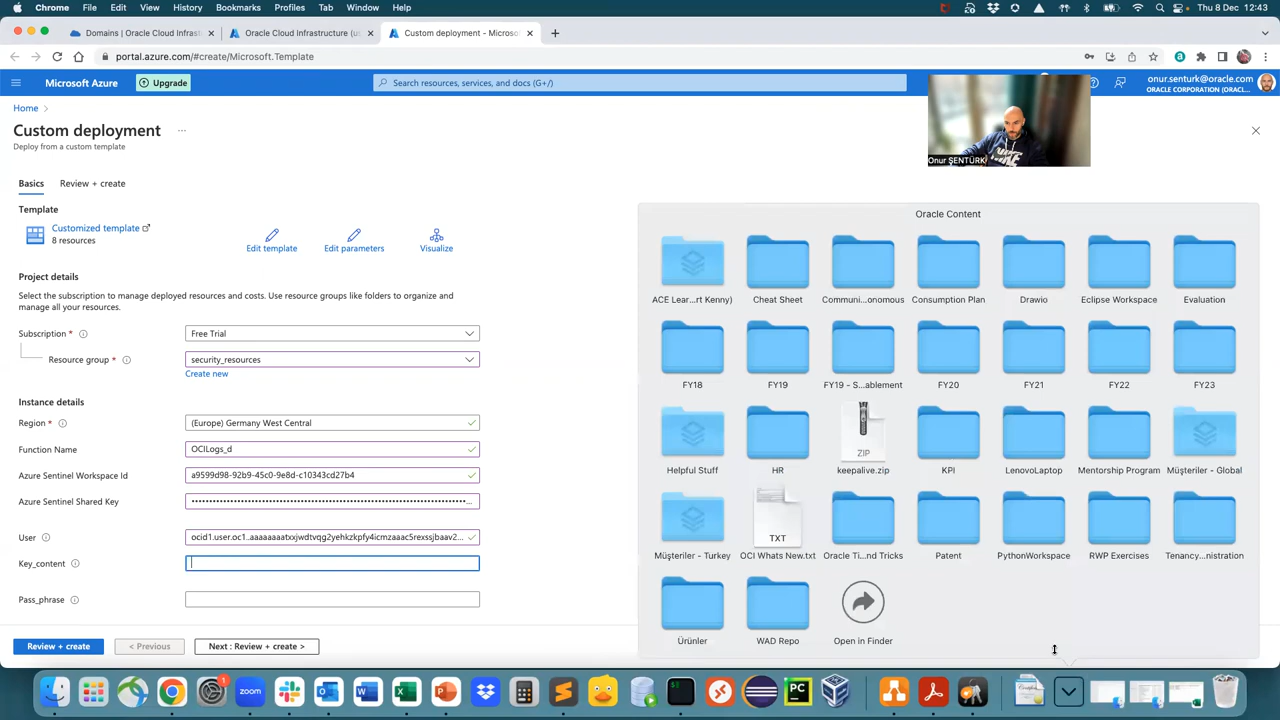 Chrome File Edit View History Bookmarks Profiles Tab Window Help Thu 8 Dec 12:43
Domains | Oracle Cloud Infrast
Oracle Cloud Infrastructure (us
Custom deployment - Microso
portal.azure.com/#create/Microsoft.Template
Microsoft Azure
Upgrade
Search resources, services, and docs (G+/)
onur.senturk@oracle.com
ORACLE CORPORATION (ORACL...
Home
Custom deployment
...
Deploy from a custom template
Onur ŞENTÜRK
Basics
Review + create
Template
Customized template
8 resources
Edit template
Edit parameters
Visualize
Project details
Select the subscription to manage deployed resources and costs. Use resource groups like folders to organize and
manage all your resources.
Subscription *
Free Trial
Resource group *
security_resources
Create new
Instance details
Region *
(Europe) Germany West Central
Function Name
OCILogs_d
Azure Sentinel Workspace Id
a9599d98-92b9-45c0-9e8d-c10343cd27b4
Azure Sentinel Shared Key
User
ocid1.user.oc1..aaaaaaaatxxjwdtvqg2yehkzkpfy4icmzaaac5rexssjbaav2...
Key_content
Pass_phrase
Review + create
< Previous
Next : Review + create >
Oracle Content
ACE Lear...rt Kenny)
Cheat Sheet
Communi...onomous
Consumption Plan
Drawio
Eclipse Workspace
Evaluation
FY18
FY19
FY19 - S...ablement
FY20
FY21
FY22
FY23
ZIP
Helpful Stuff
HR
keepalive.zip
KPI
LenovoLaptop
Mentorship Program
Müşteriler - Global
TXT
Müşteriler - Turkey
OCI Whats New.txt
Oracle Ti...nd Tricks
Patent
PythonWorkspace
RWP Exercises
Tenancy...nistration
Ürünler
WAD Repo
Open in Finder
1
zoom
PC